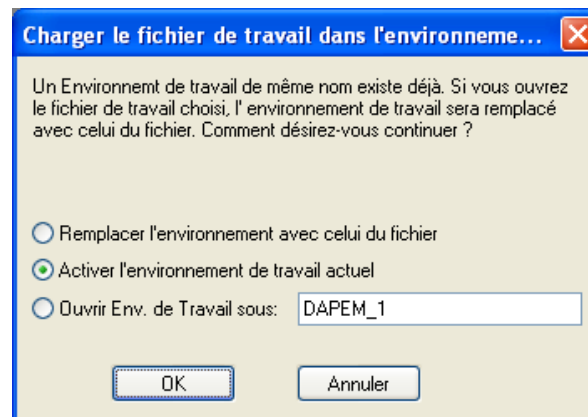 Charger le fichier de travail dans l'environneme...
Un Environnemt de travail de même nom existe déjà. Si vous ouvrez
le fichier de travail choisi, l' environnement de travail sera remplacé
avec celui du fichier. Comment désirez-vous continuer ?
Remplacer l'environnement avec celui du fichier
Activer l'environnement de travail actuel
Ouvrir Env. de Travail sous: DAPEM_1
OK Annuler